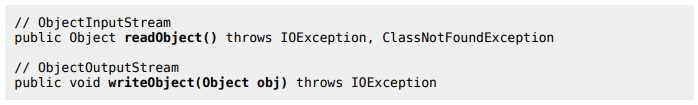 // ObjectInputStream
public Object readObject() throws IOException, ClassNotFoundException
// ObjectOutputStream
public void writeObject(Object obj) throws IOException